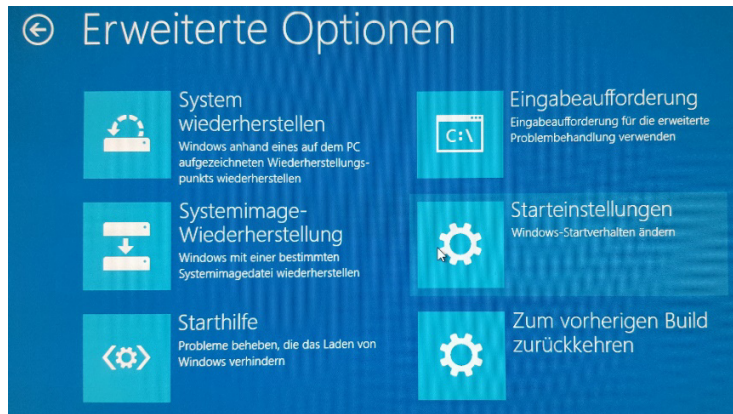 Erweiterte Optionen
System
wiederherstellen
Windows anhand eines auf dem PC
aufgezeichneten Wiederherstellungs-
punkts wiederherstellen
Systemimage-
Wiederherstellung
Windows mit einer bestimmten
Systemimagedatei wiederherstellen
Starthilfe
Probleme beheben, die das Laden von
Windows verhindern
Eingabeaufforderung
Eingabeaufforderung für die erweiterte
Problembehandlung verwenden
C:\
Starteinstellungen
Windows-Startverhalten ändern
Zum vorherigen Build
zurückkehren